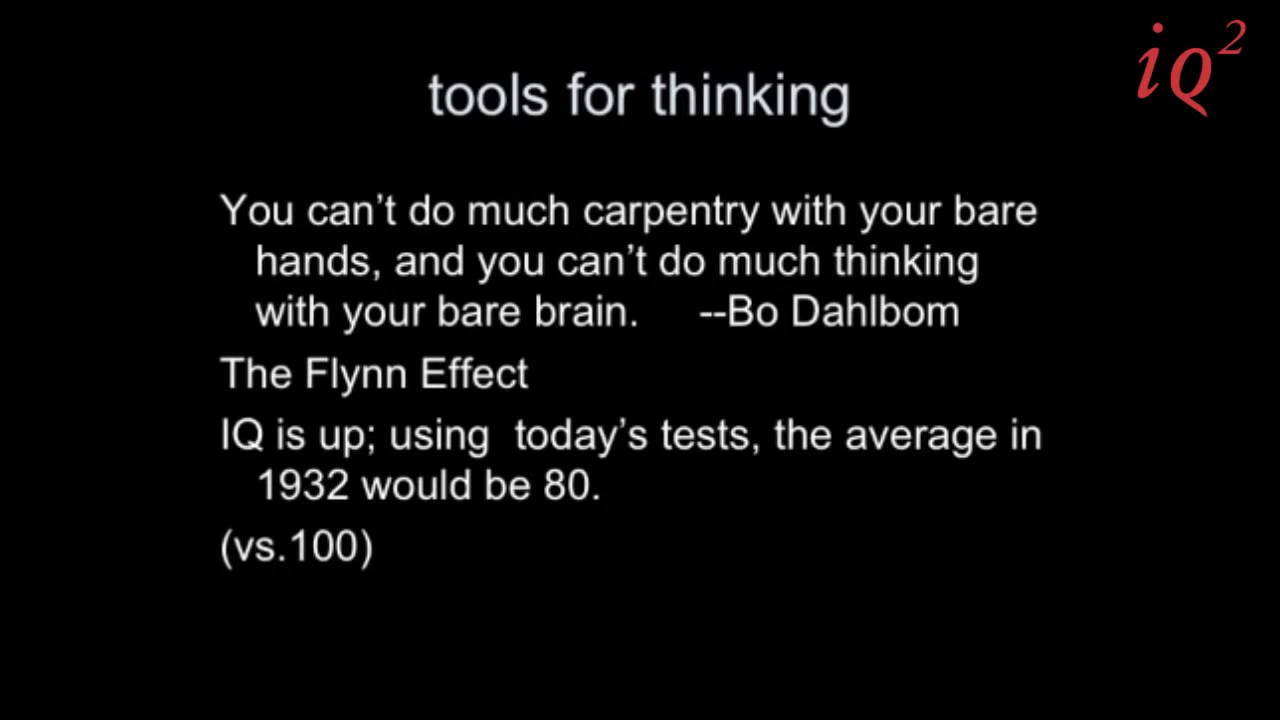 iq2
tools for thinking
You can't do much carpentry with your bare
hands, and you can't do much thinking
with your bare brain. --Bo Dahlbom
The Flynn Effect
IQ is up; using today's tests, the average in
1932 would be 80.
(vs.100)